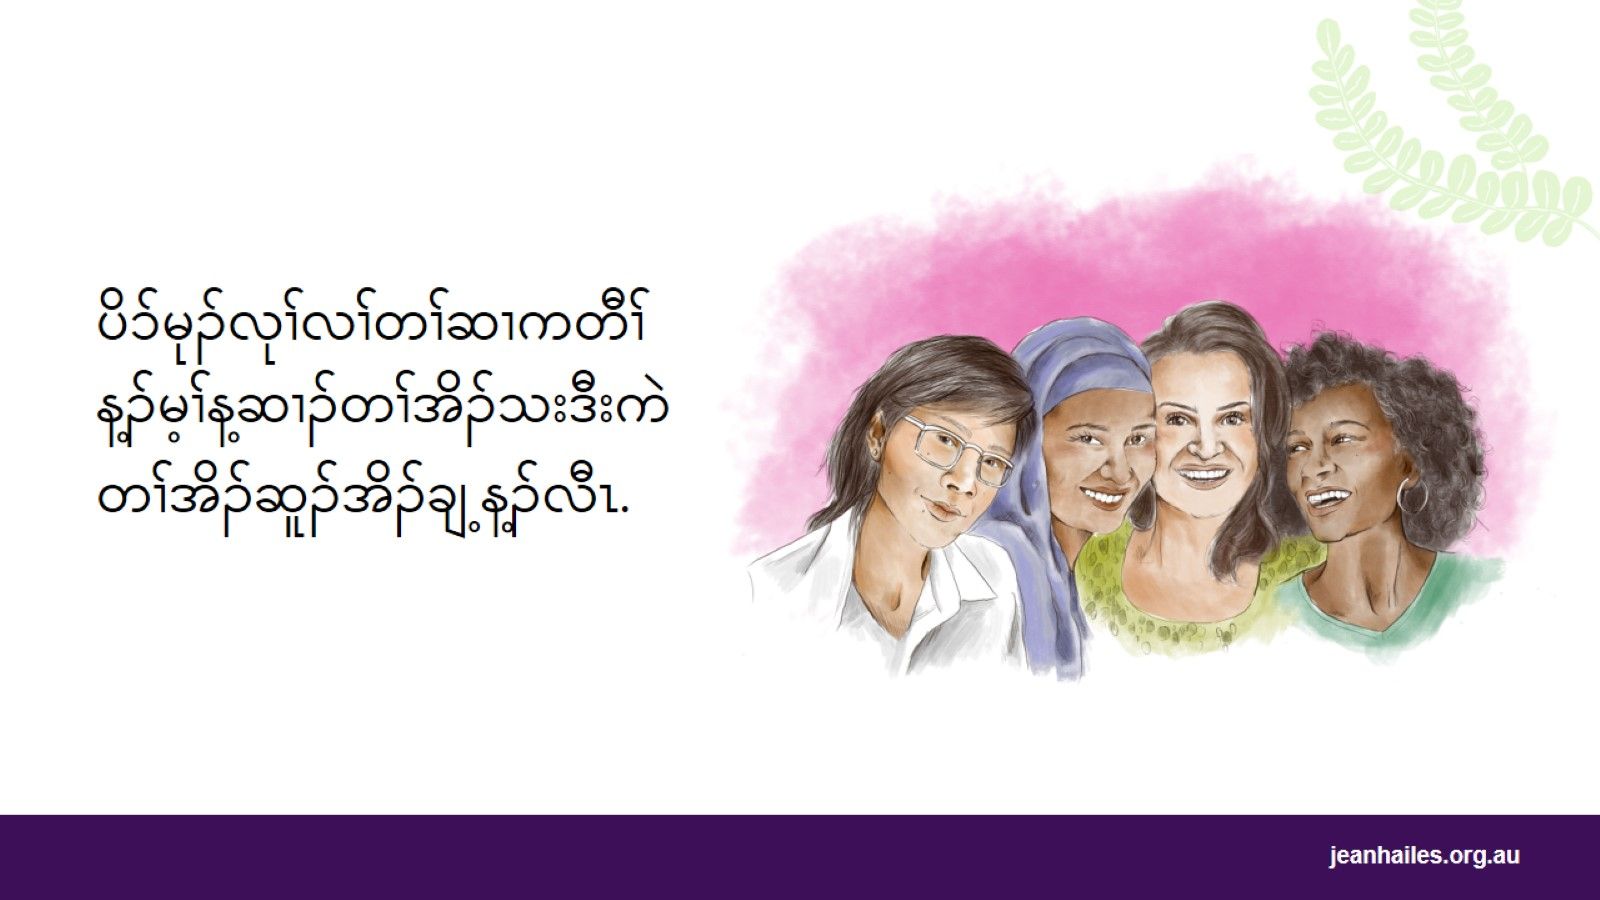 ပိာ်မုၣ်လုၢ်လၢ်တၢ်ဆၢကတီၢ်
န့ၣ်မ့ၢ်န့ဆၢၣ်တၢ်အိၣ်သးဒီးကဲ
တၢ်အိၣ်ဆူၣ်အိၣ်ချ့န့ၣ်လီၤ.
jeanhailes.org.au